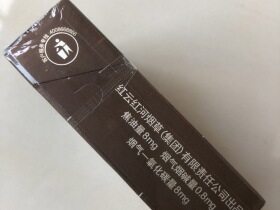 红云红河烟草(集团)有限责任公司出品
焦油量8mg 烟气烟碱量0.8mg
烟气一氧化碳量8mg